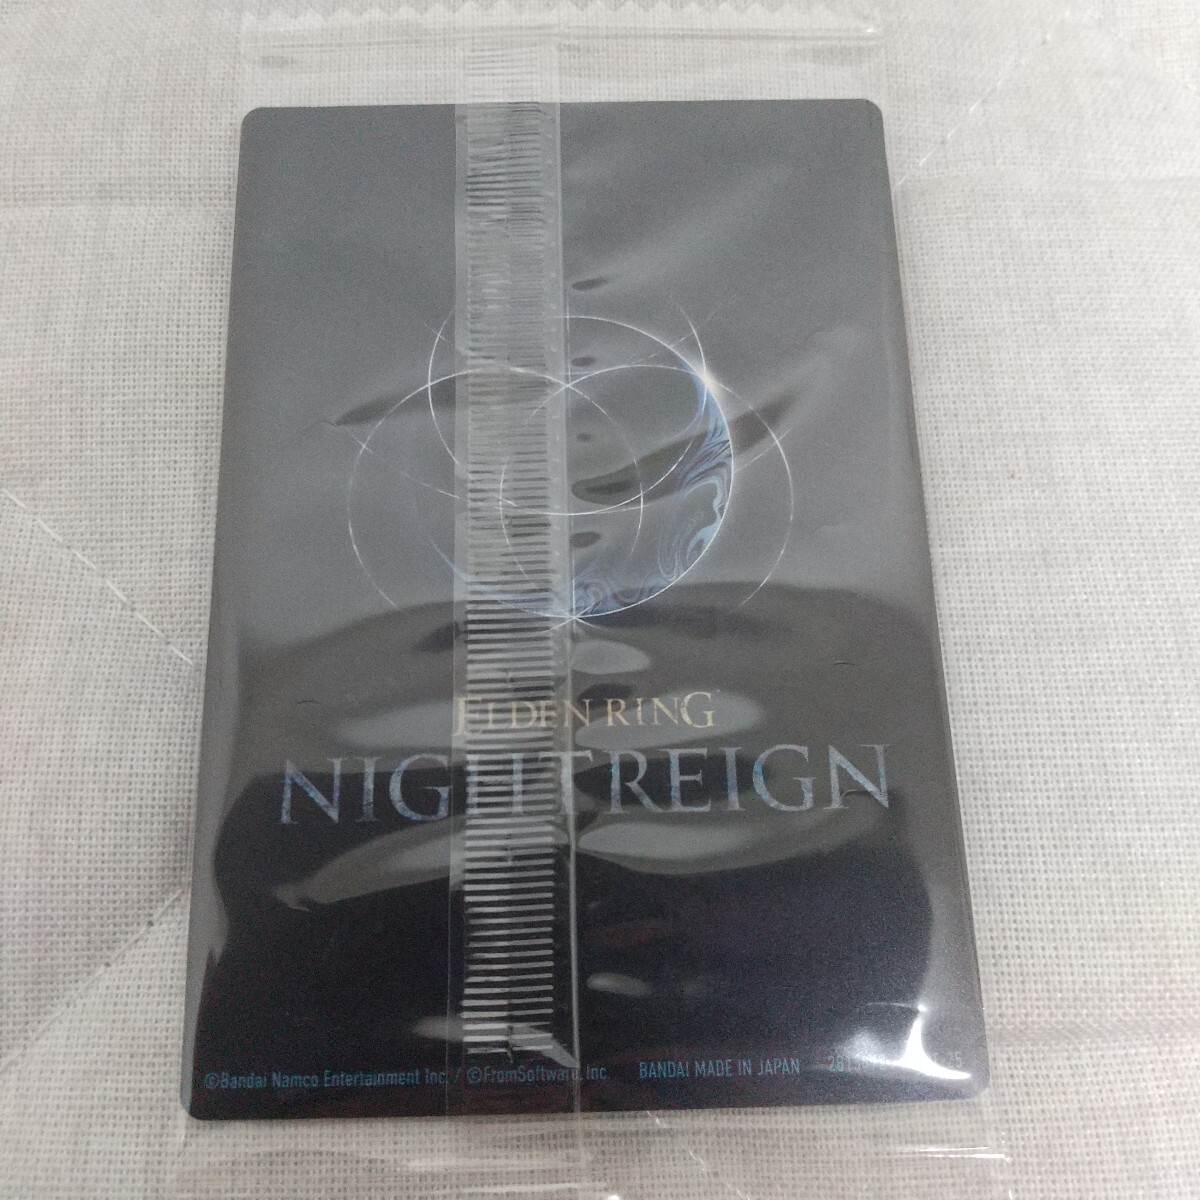 ELDEN RING
NIGHTREIGN
©Bandai Namco Entertainment Inc. / ©FromSoftware, Inc. BANDAI MADE IN JAPAN